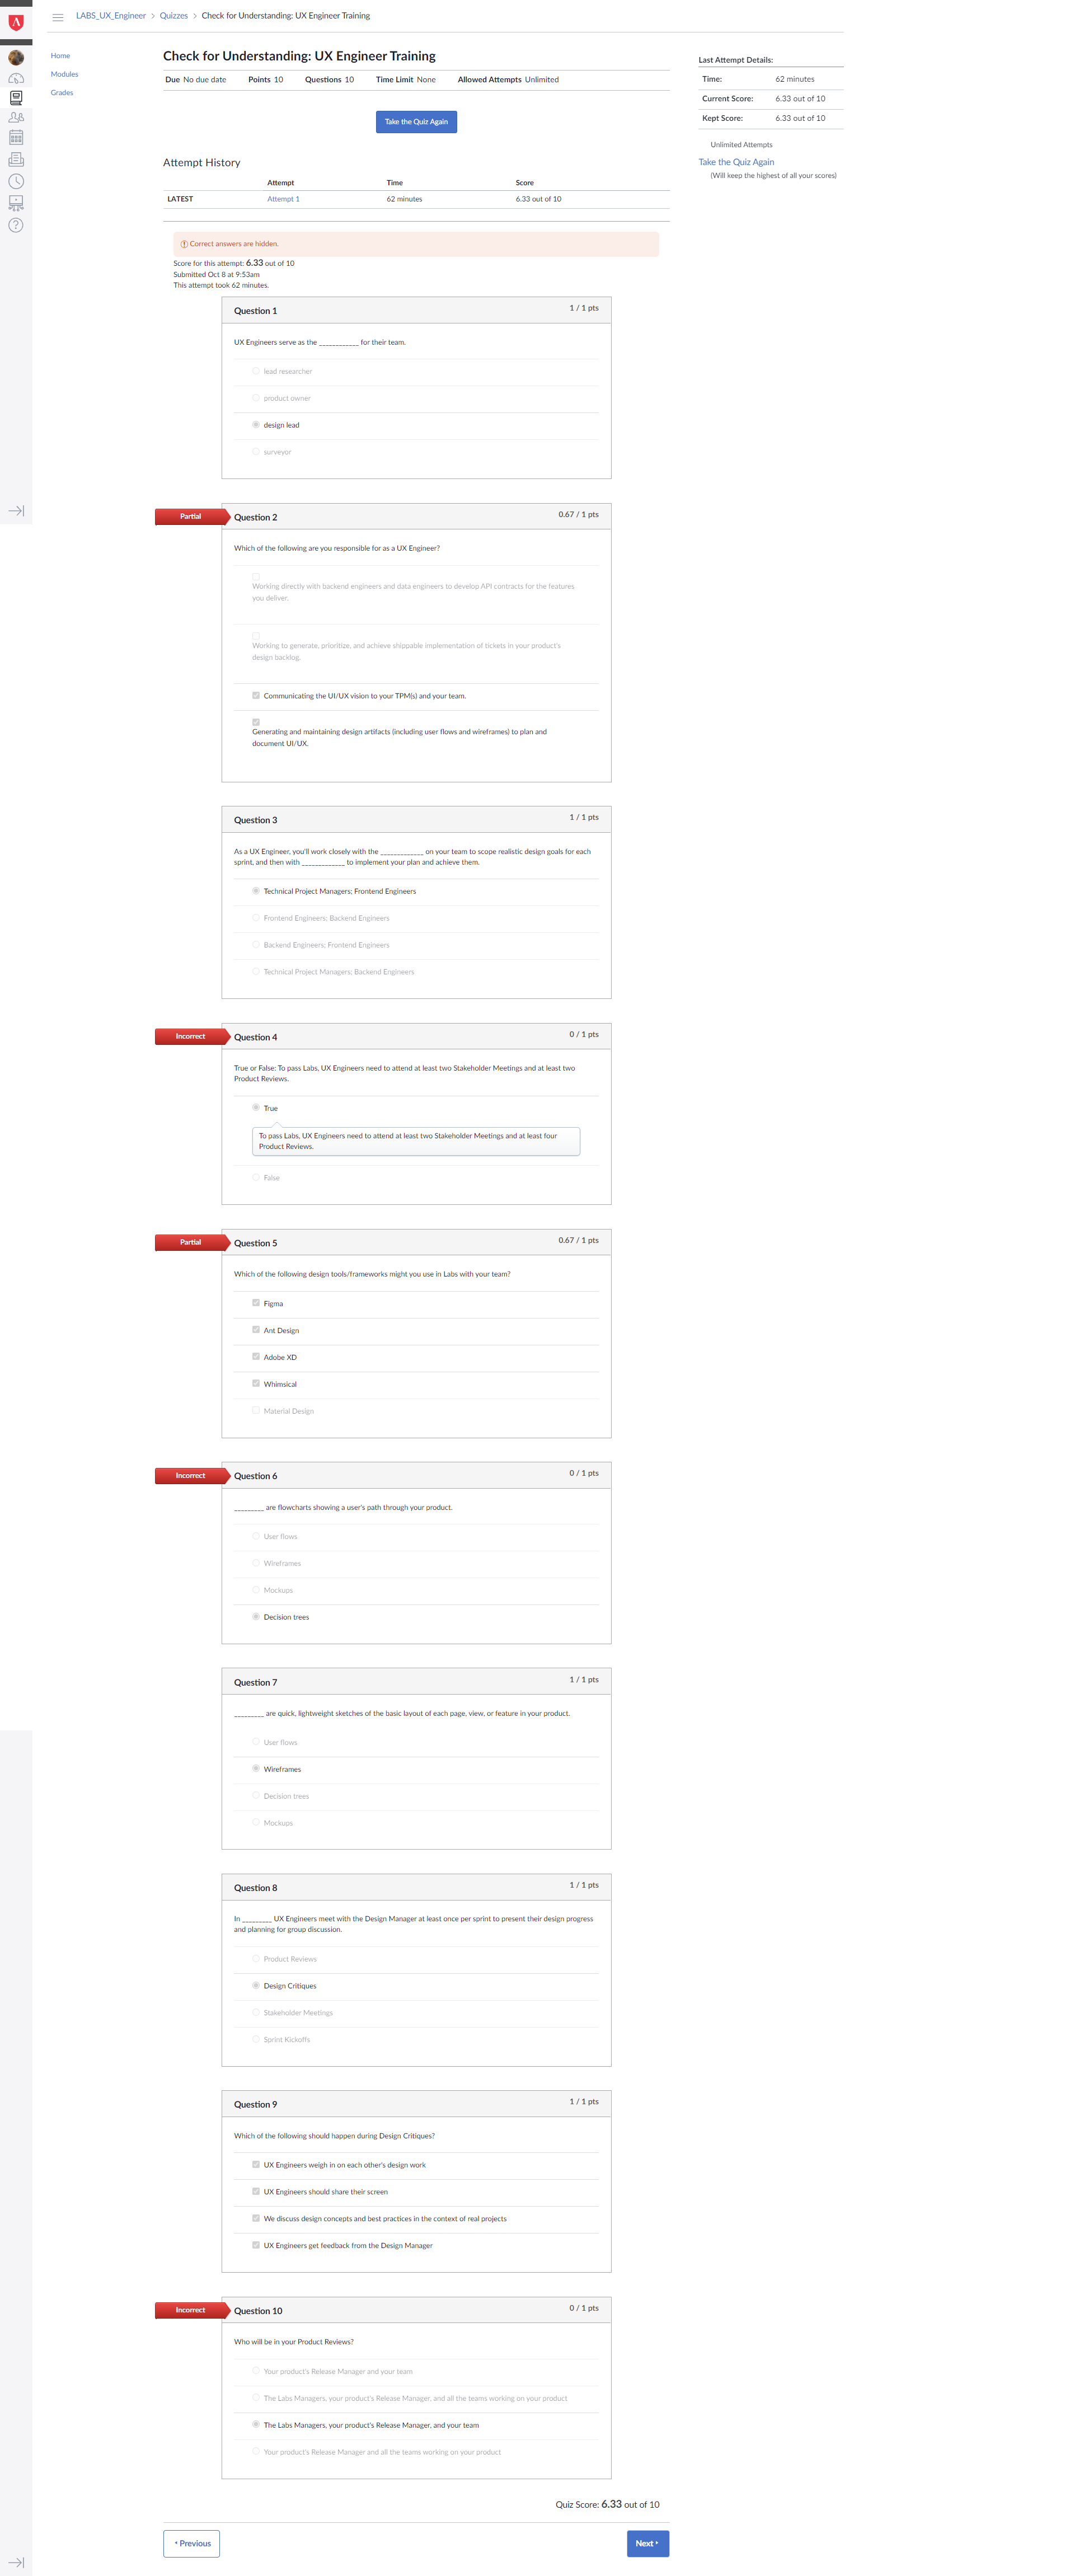 LABS_UX_Engineer > Quizzes > Check for Understanding: UX Engineer Training
Home
Modules
Grades
Check for Understanding: UX Engineer Training
Due No due date Points 10 Questions 10 Time Limit None Allowed Attempts Unlimited
Take the Quiz Again
Attempt History
Attempt Time Score
LATEST Attempt 1 62 minutes 6.33 out of 10
Last Attempt Details:
Time: 62 minutes
Current Score: 6.33 out of 10
Kept Score: 6.33 out of 10
Unlimited Attempts
Take the Quiz Again
(Will keep the highest of all your scores)
Correct answers are hidden.
Score for this attempt: 6.33 out of 10
Submitted Oct 8 at 9:53am
This attempt took 62 minutes.
Question 1 1 / 1 pts
UX Engineers serve as the ____________ for their team.
lead researcher
product owner
design lead
surveyor
Partial
Question 2 0.67 / 1 pts
Which of the following are you responsible for as a UX Engineer?
Working directly with backend engineers and data engineers to develop API contracts for the features
you deliver.
Working to generate, prioritize, and achieve shippable implementation of tickets in your product's
design backlog.
Communicating the UI/UX vision to your TPM(s) and your team.
Generating and maintaining design artifacts (including user flows and wireframes) to plan and
document UI/UX.
Question 3 1 / 1 pts
As a UX Engineer, you'll work closely with the _____________ on your team to scope realistic design goals for each
sprint, and then with _____________ to implement your plan and achieve them.
Technical Project Managers; Frontend Engineers
Frontend Engineers; Backend Engineers
Backend Engineers; Frontend Engineers
Technical Project Managers; Backend Engineers
Incorrect
Question 4 0 / 1 pts
True or False: To pass Labs, UX Engineers need to attend at least two Stakeholder Meetings and at least two
Product Reviews.
True
To pass Labs, UX Engineers need to attend at least two Stakeholder Meetings and at least four
Product Reviews.
False
Partial
Question 5 0.67 / 1 pts
Which of the following design tools/frameworks might you use in Labs with your team?
Figma
Ant Design
Adobe XD
Whimsical
Material Design
Incorrect
Question 6 0 / 1 pts
_________ are flowcharts showing a user's path through your product.
User flows
Wireframes
Mockups
Decision trees
Question 7 1 / 1 pts
_________ are quick, lightweight sketches of the basic layout of each page, view, or feature in your product.
User flows
Wireframes
Decision trees
Mockups
Question 8 1 / 1 pts
In _________ UX Engineers meet with the Design Manager at least once per sprint to present their design progress
and planning for group discussion.
Product Reviews
Design Critiques
Stakeholder Meetings
Sprint Kickoffs
Question 9 1 / 1 pts
Which of the following should happen during Design Critiques?
UX Engineers weigh in on each other's design work
UX Engineers should share their screen
We discuss design concepts and best practices in the context of real projects
UX Engineers get feedback from the Design Manager
Incorrect
Question 10 0 / 1 pts
Who will be in your Product Reviews?
Your product's Release Manager and your team
The Labs Managers, your product's Release Manager, and all the teams working on your product
The Labs Managers, your product's Release Manager, and your team
Your product's Release Manager and all the teams working on your product
Quiz Score: 6.33 out of 10
Previous
Next